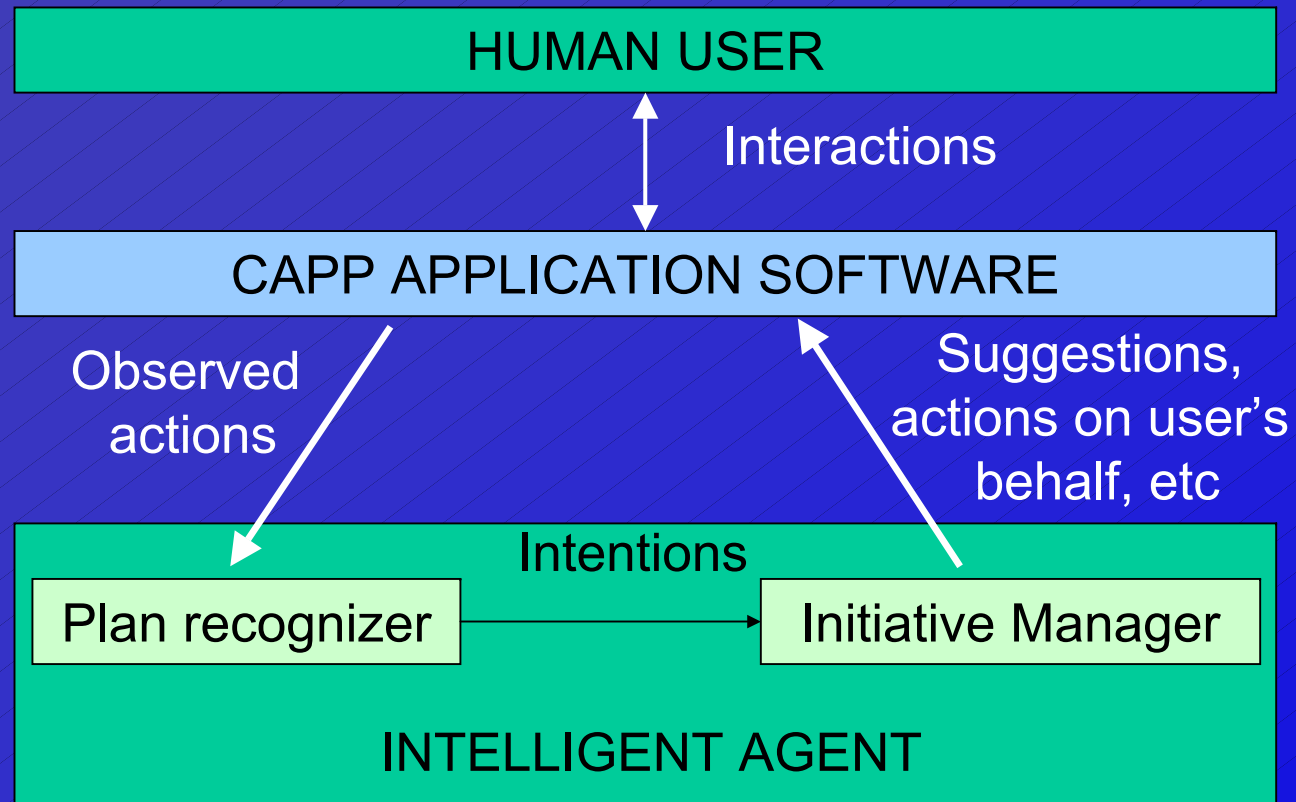 HUMAN USER
Interactions
CAPP APPLICATION SOFTWARE
Observed
actions
Suggestions,
actions on user’s
behalf, etc
Intentions
Plan recognizer
Initiative Manager
INTELLIGENT AGENT